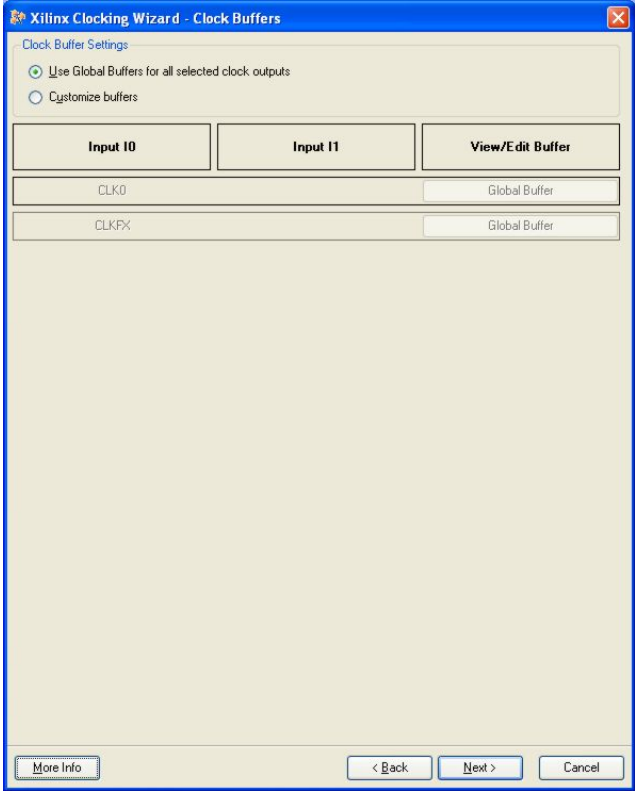 Xilinx Clocking Wizard - Clock Buffers
Clock Buffer Settings
Use Global Buffers for all selected clock outputs
Customize buffers
Input I0 Input I1 View/Edit Buffer
CLK0 Global Buffer
CLKFX Global Buffer
More Info < Back Next > Cancel